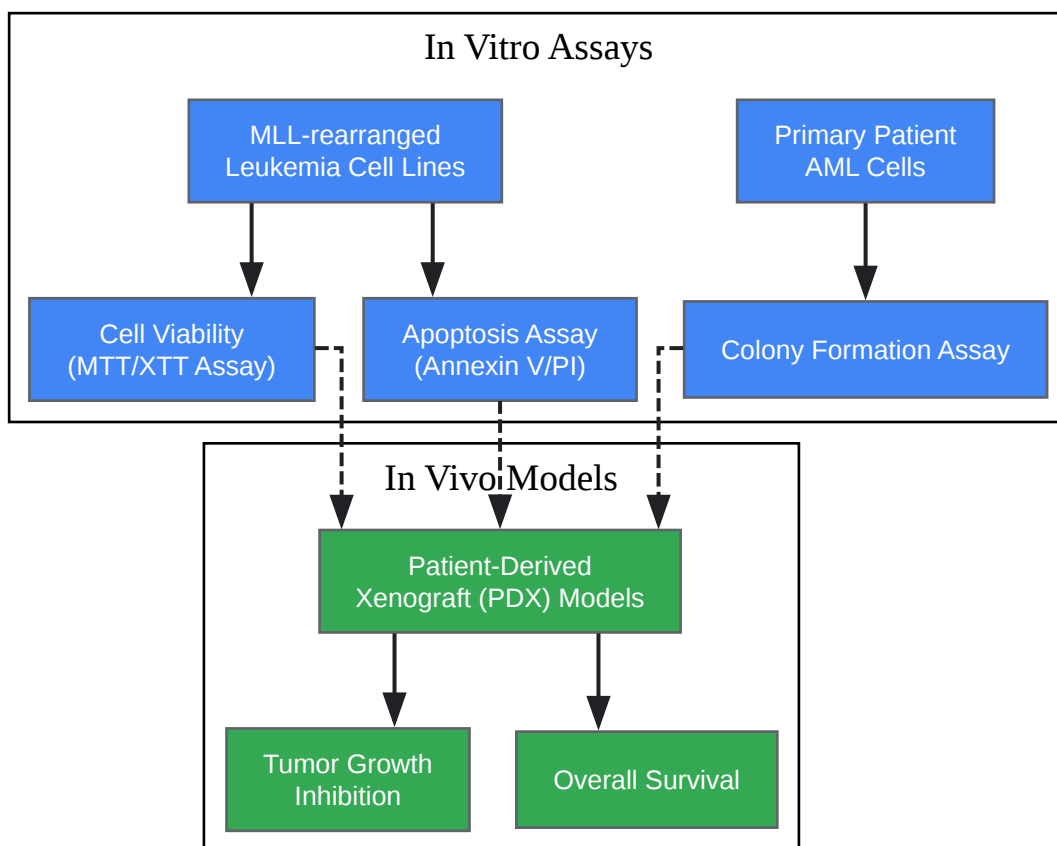 In Vitro Assays
MLL-rearranged
Leukemia Cell Lines
Primary Patient
AML Cells
Cell Viability
(MTT/XTT Assay)
Apoptosis Assay
(Annexin V/PI)
Colony Formation Assay
In Vivo Models
Patient-Derived
Xenograft (PDX) Models
Tumor Growth
Inhibition
Overall Survival